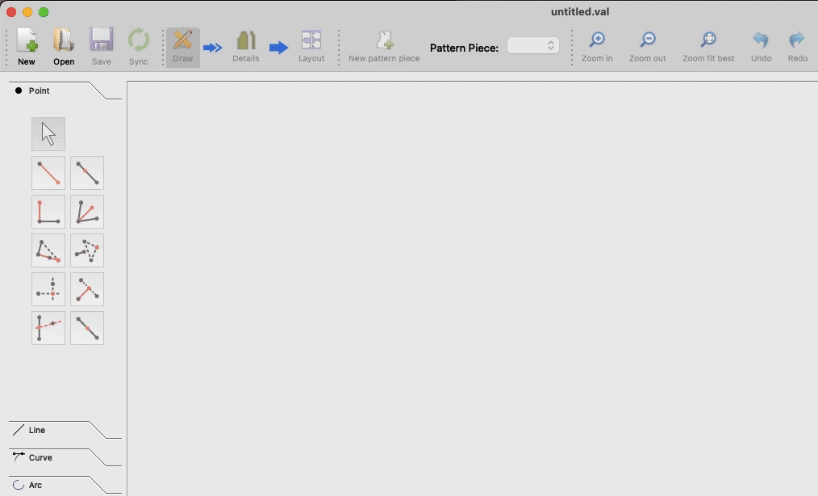 untitled.val
New Open Save Sync Draw Details Layout New pattern piece Pattern Piece: Zoom in Zoom out Zoom fit best Undo Redo
Point
Line
Curve
Arc